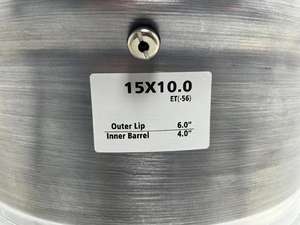 15X10.0
ET(-56)
Outer Lip 6.0"
Inner Barrel 4.0"